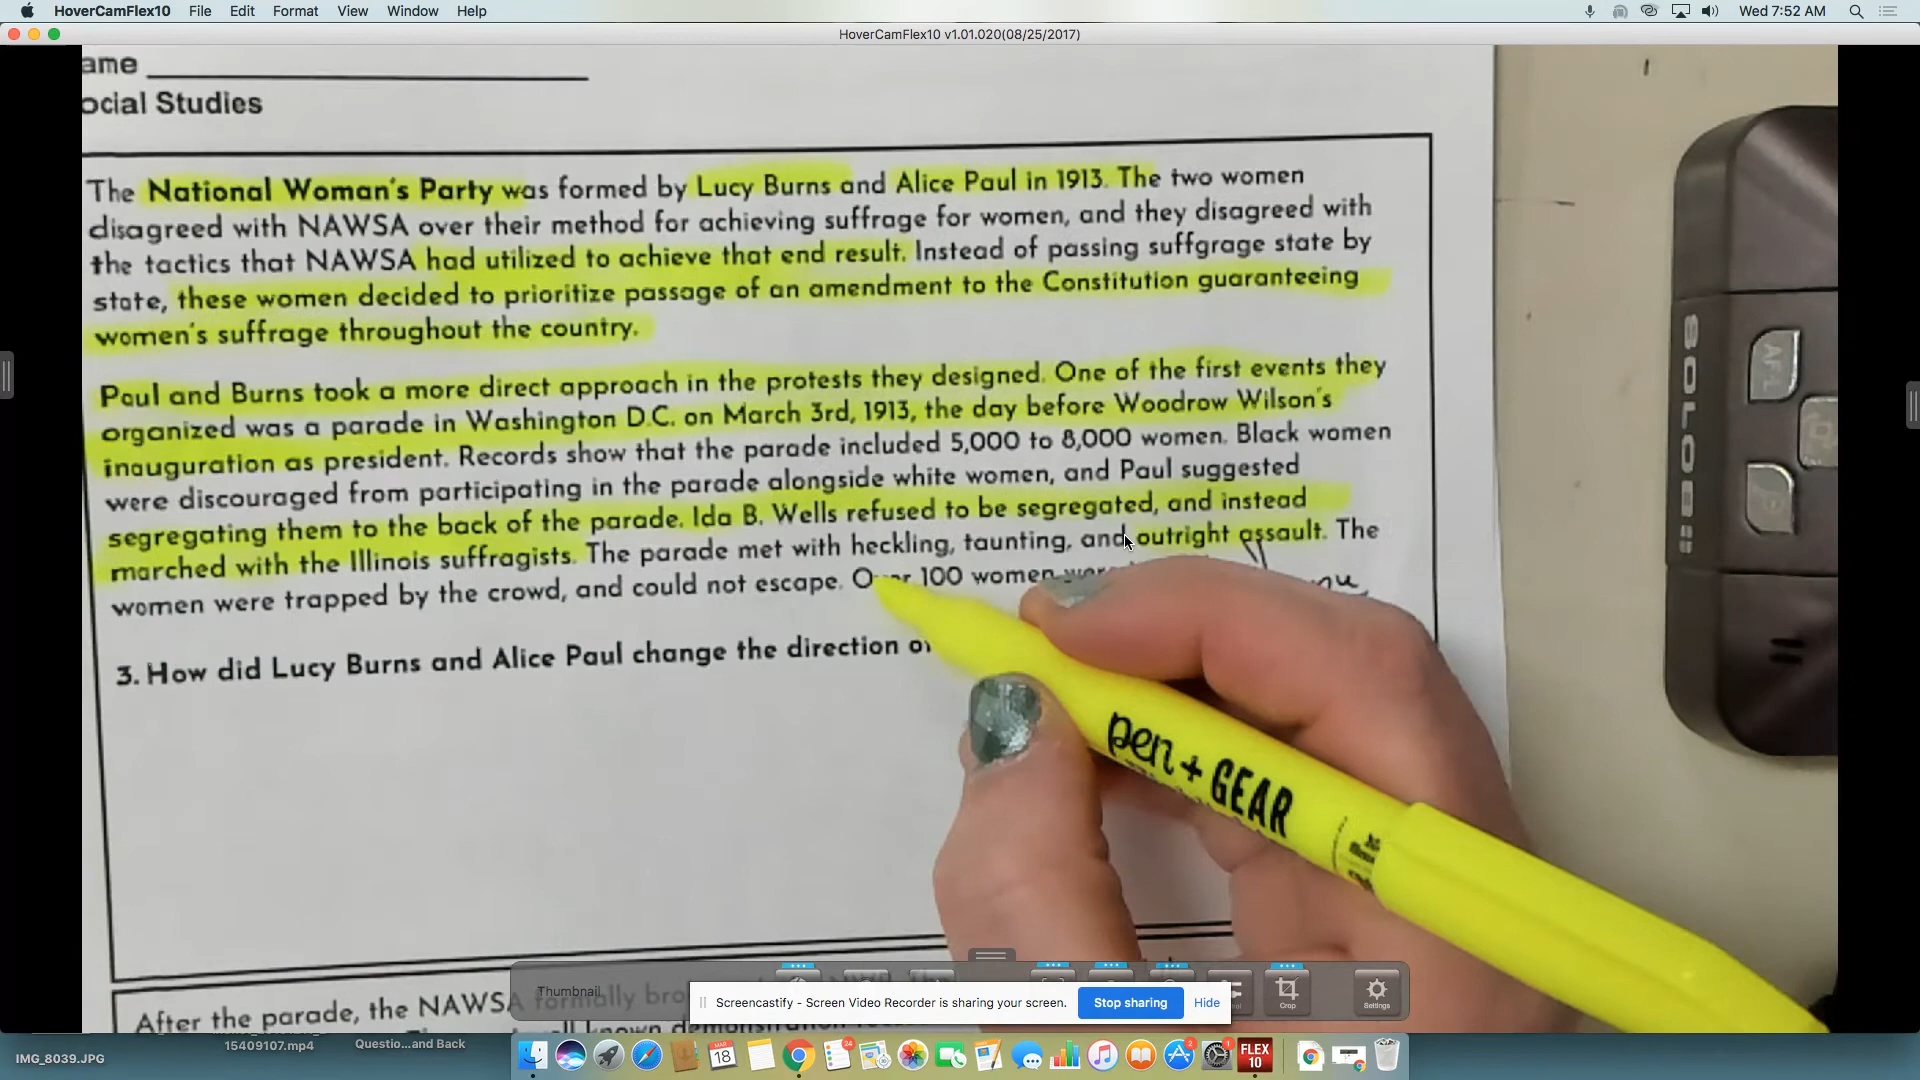 HoverCamFlex10 File Edit Format View Window Help
Wed 7:52 AM
HoverCamFlex10 v1.01.020(08/25/2017)
ame
ocial Studies
The National Woman's Party was formed by Lucy Burns and Alice Paul in 1913. The two women
disagreed with NAWSA over their method for achieving suffrage for women, and they disagreed with
the tactics that NAWSA had utilized to achieve that end result. Instead of passing suffgrage state by
state, these women decided to prioritize passage of an amendment to the Constitution guaranteeing
women's suffrage throughout the country.
Paul and Burns took a more direct approach in the protests they designed. One of the first events they
organized was a parade in Washington D.C. on March 3rd, 1913, the day before Woodrow Wilson's
inauguration as president. Records show that the parade included 5,000 to 8,000 women. Black women
were discouraged from participating in the parade alongside white women, and Paul suggested
segregating them to the back of the parade. Ida B. Wells refused to be segregated, and instead
marched with the Illinois suffragists. The parade met with heckling, taunting, and outright assault. The
women were trapped by the crowd, and could not escape. Over 100 women were
3. How did Lucy Burns and Alice Paul change the direction
SOLO8
AF-L
pen + GEAR
After the parade, the NAWSA formally
known
Thumbnail
Crop
Settings
Screencastify - Screen Video Recorder is sharing your screen. Stop sharing Hide
IMG_8039.JPG
15409107.mp4
Questio...and Back
MAR
18
24
2
1
FLEX
10